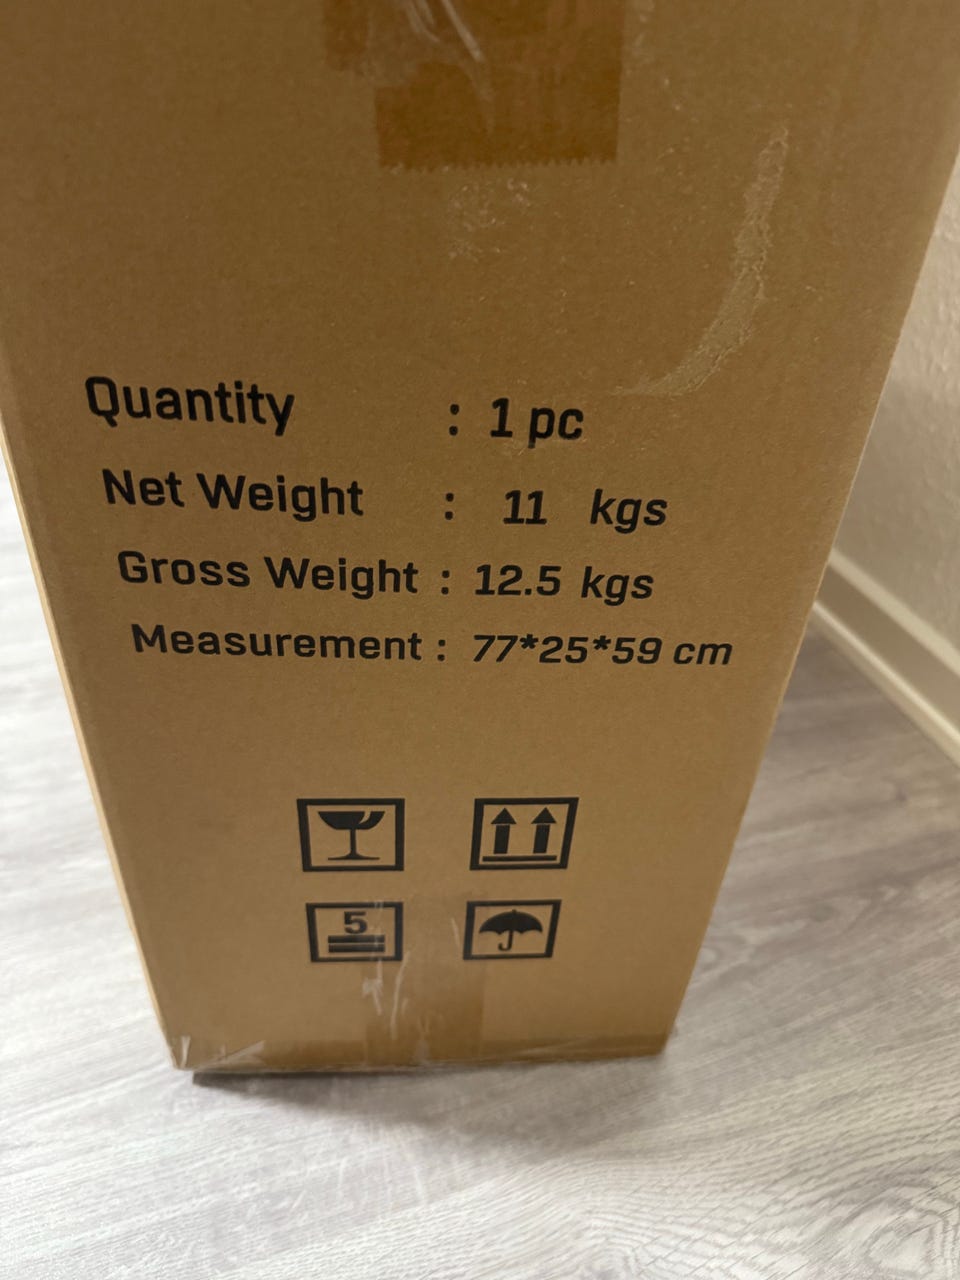 Quantity : 1 pc
Net Weight : 11 kgs
Gross Weight : 12.5 kgs
Measurement : 77*25*59 cm
5